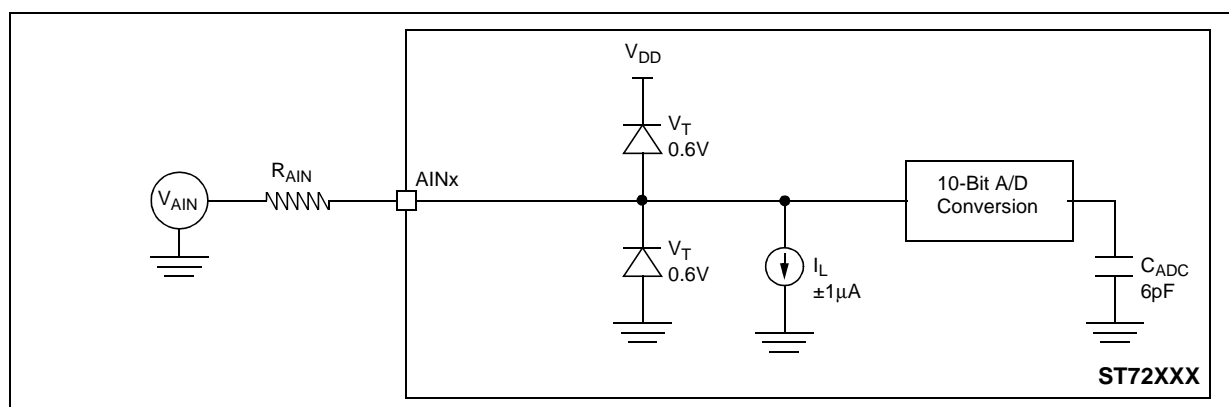 V_DD
V_T
0.6V
R_AIN
AINx
V_AIN
10-Bit A/D
Conversion
V_T
0.6V
I_L
±1μA
C_ADC
6pF
ST72XXX